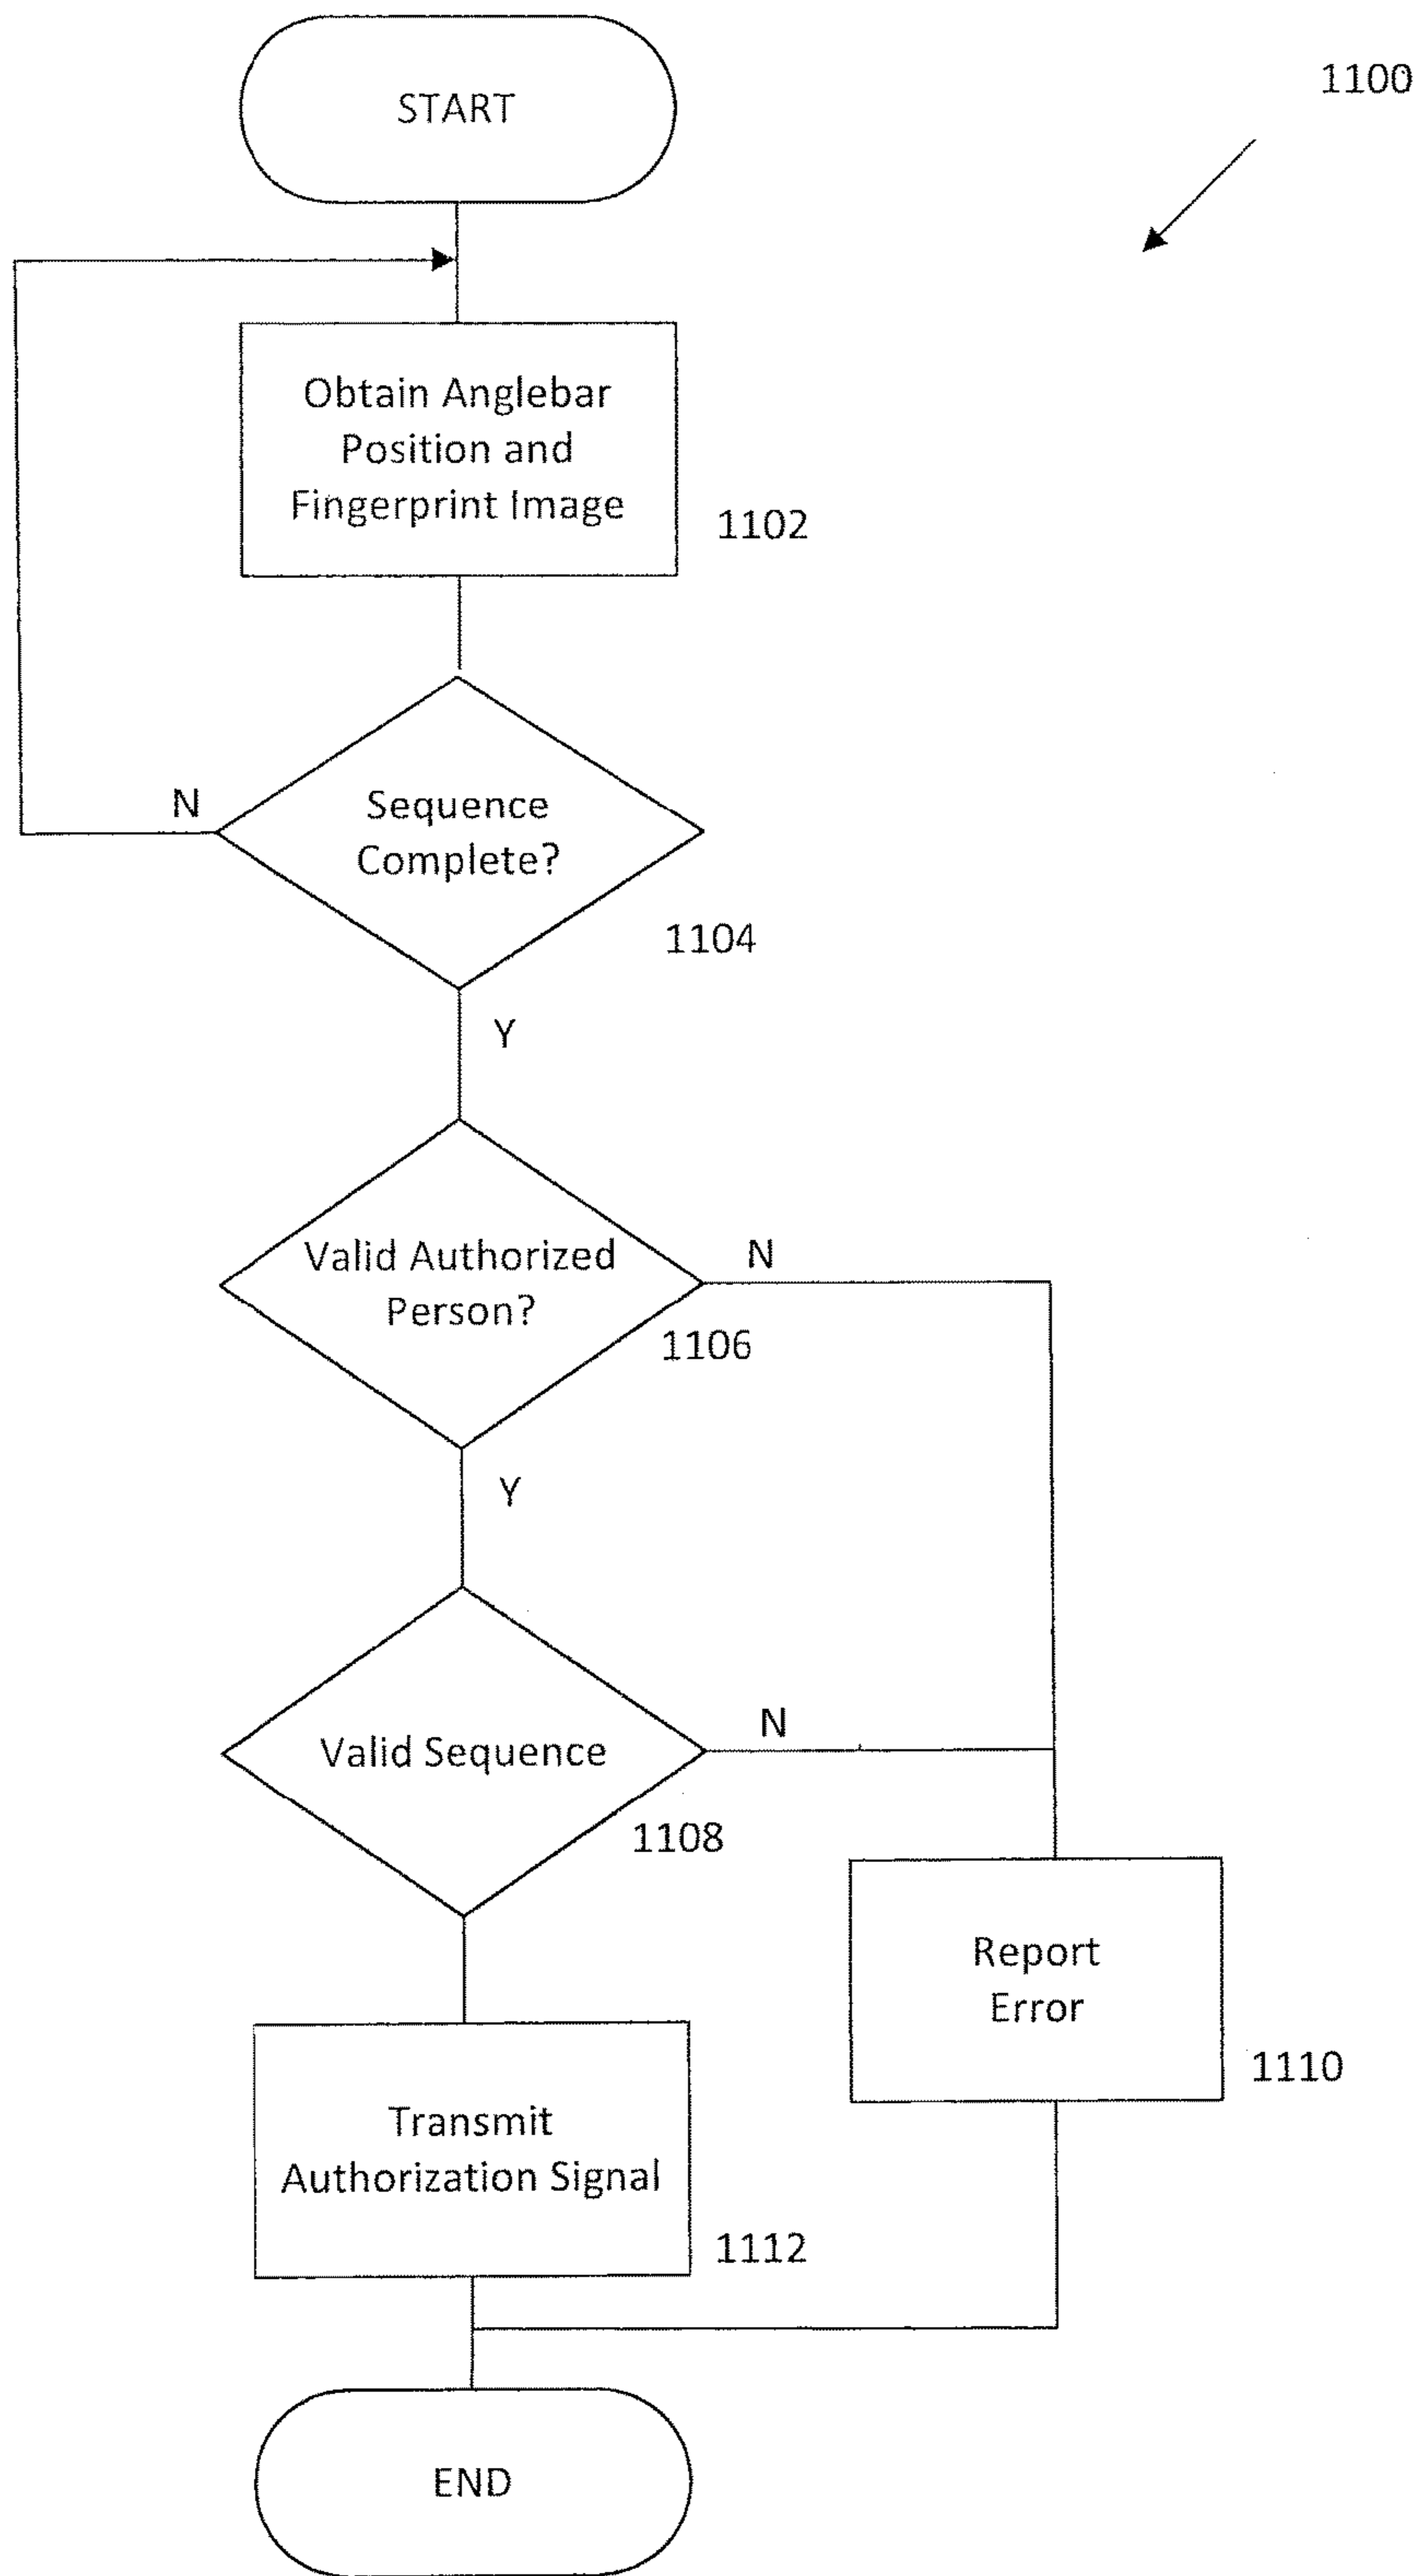 START
1100
Obtain Anglebar
Position and
Fingerprint Image
1102
N
Sequence
Complete?
1104
Y
Valid Authorized
Person?
N
1106
Y
Valid Sequence
N
1108
Report
Error
1110
Transmit
Authorization Signal
1112
END